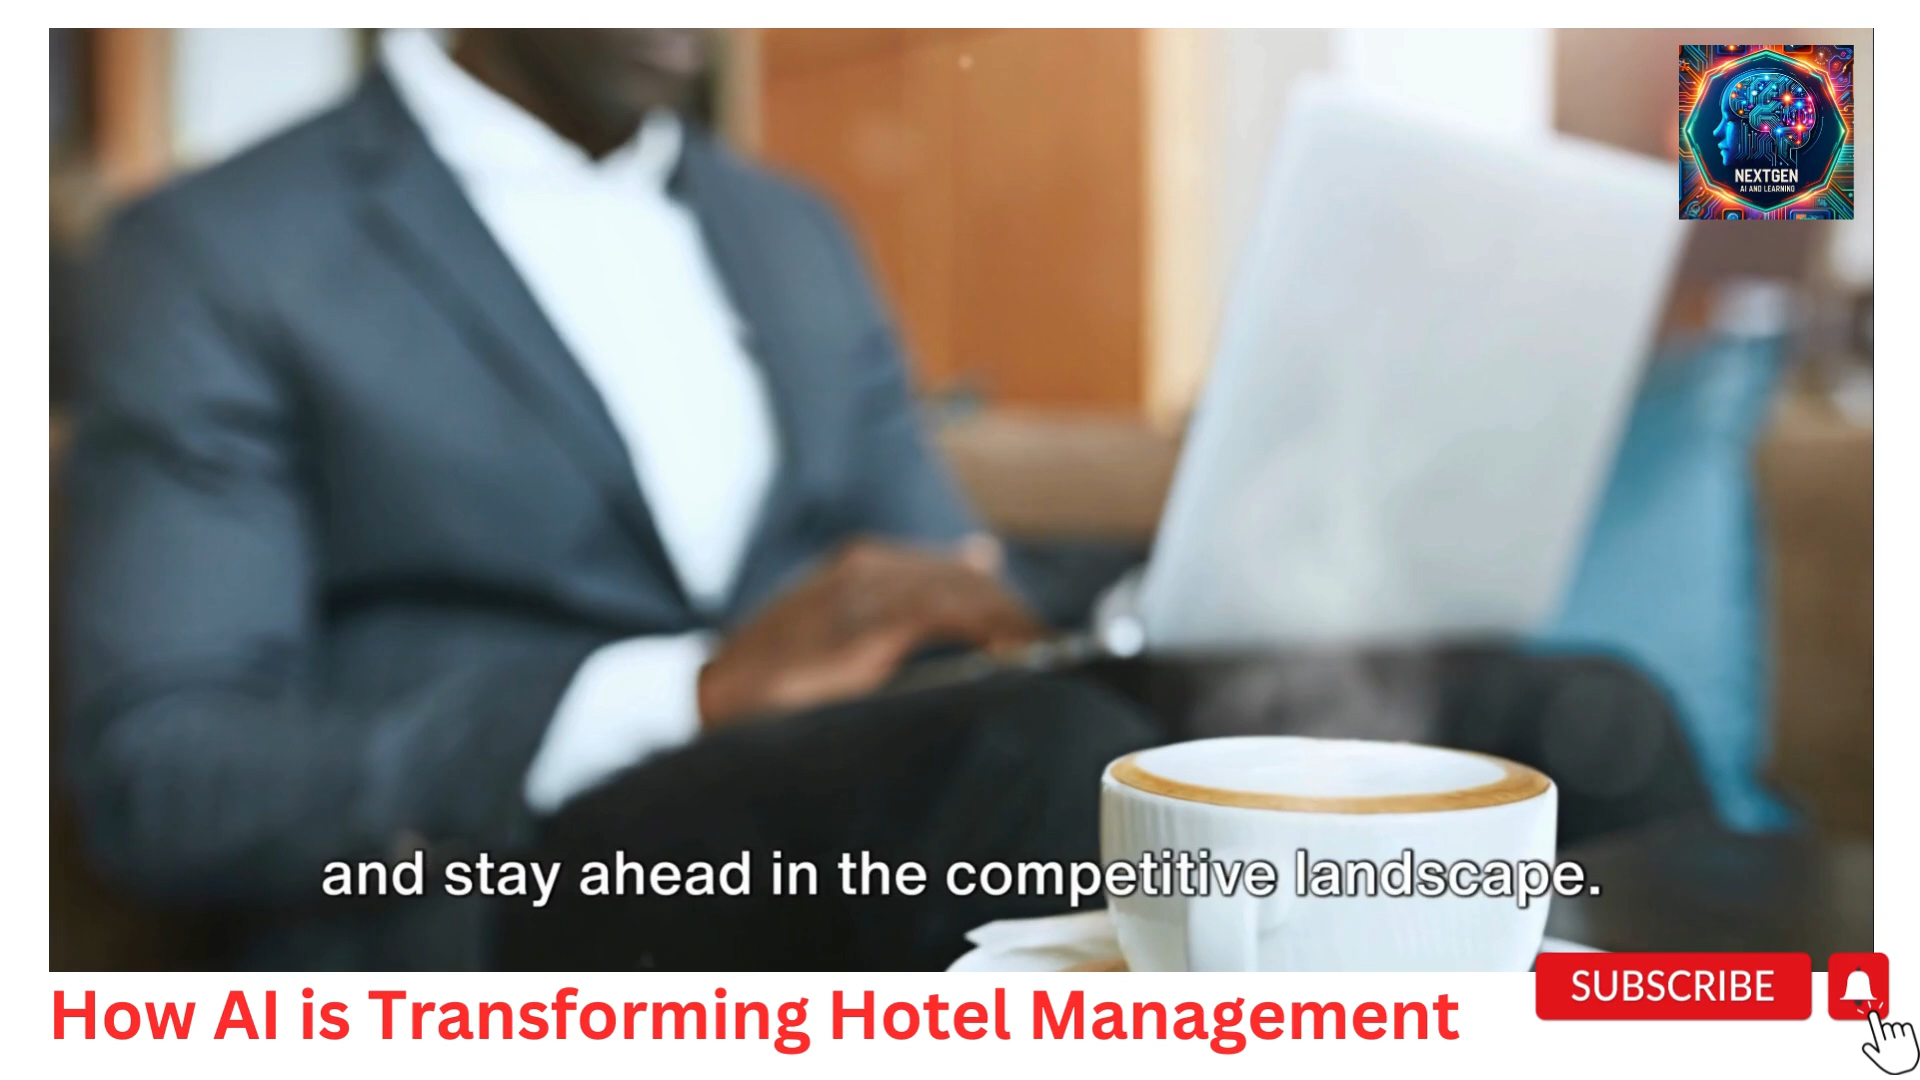 NEXTGEN
AI AND LEARNING
and stay ahead in the competitive landscape.
How AI is Transforming Hotel Management
SUBSCRIBE